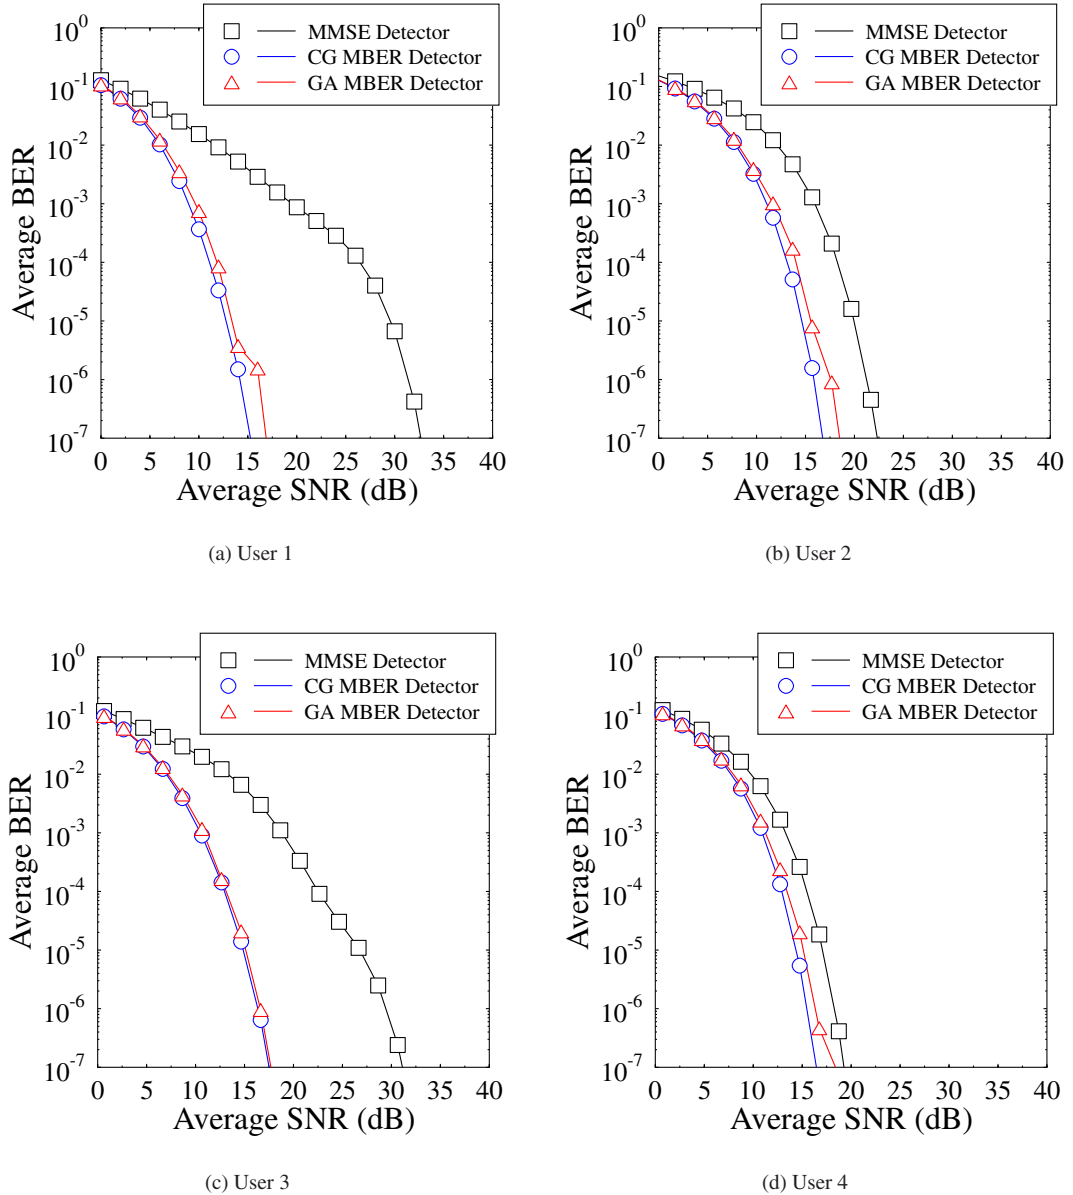 MMSE Detector
CG MBER Detector
GA MBER Detector
10^0
10^-1
10^-2
10^-3
10^-4
10^-5
10^-6
10^-7
Average BER
0 5 10 15 20 25 30 35 40
Average SNR (dB)
(a) User 1
MMSE Detector
CG MBER Detector
GA MBER Detector
10^0
10^-1
10^-2
10^-3
10^-4
10^-5
10^-6
10^-7
Average BER
0 5 10 15 20 25 30 35 40
Average SNR (dB)
(b) User 2
MMSE Detector
CG MBER Detector
GA MBER Detector
10^0
10^-1
10^-2
10^-3
10^-4
10^-5
10^-6
10^-7
Average BER
0 5 10 15 20 25 30 35 40
Average SNR (dB)
(c) User 3
MMSE Detector
CG MBER Detector
GA MBER Detector
10^0
10^-1
10^-2
10^-3
10^-4
10^-5
10^-6
10^-7
Average BER
0 5 10 15 20 25 30 35 40
Average SNR (dB)
(d) User 4